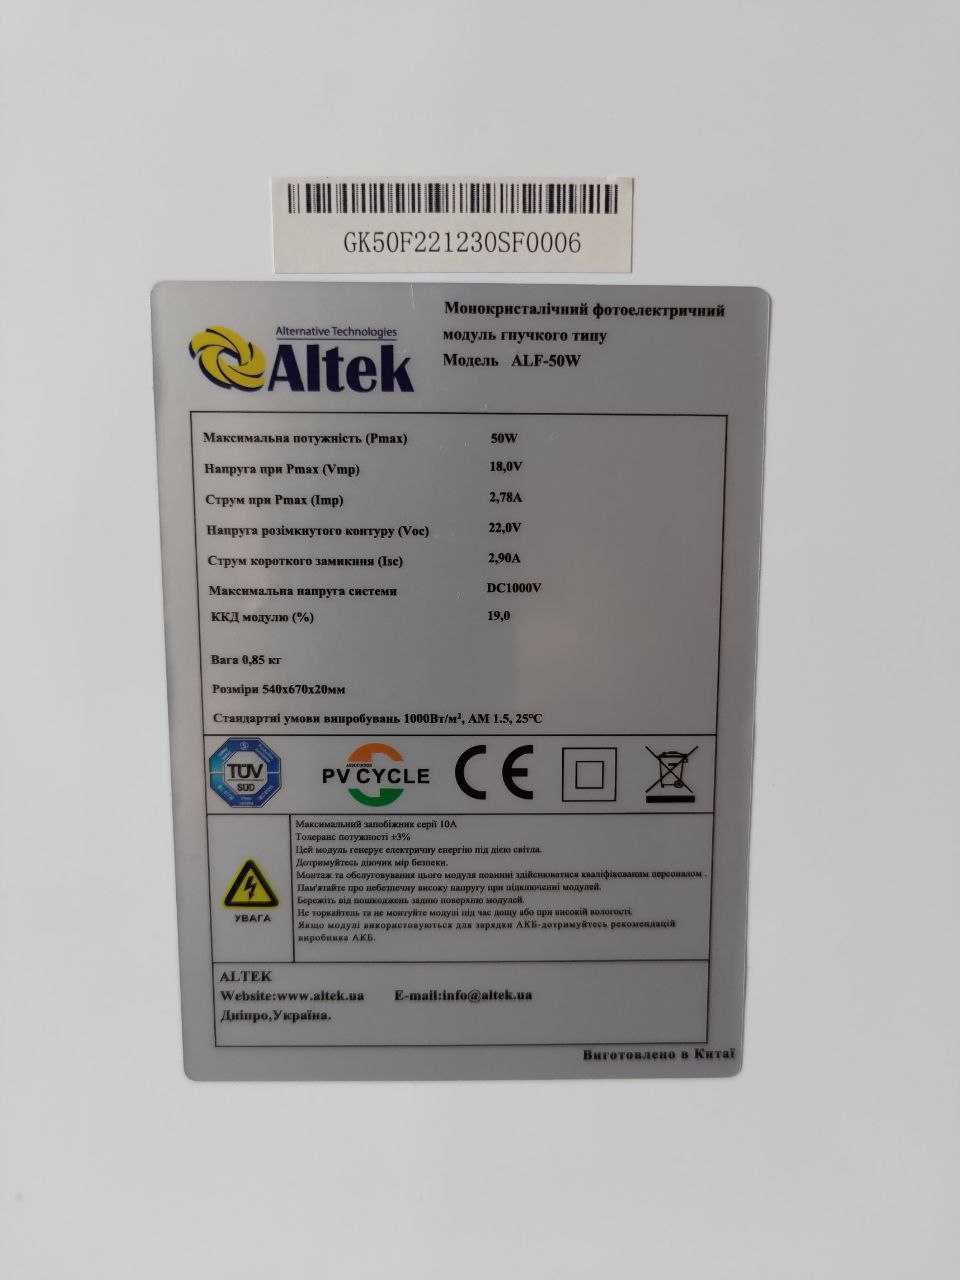 GK50F221230SF0006
Alternative Technologies
Altek
Монокристалічний фотоелектричний
модуль гнучкого типу
Модель ALF-50W
Максимальна потужність (Pmax) 50W
Напруга при Pmax (Vmp) 18,0V
Струм при Pmax (Imp) 2,78A
Напруга розімкнутого контуру (Voc) 22,0V
Струм короткого замикння (Isc) 2,90A
Максимальна напруга системи DC1000V
ККД модулю (%) 19,0
Вага 0,85 кг
Розміри 540x670x20мм
Стандартні умови випробувань 1000Вт/м², AM 1.5, 25°C
TÜV
SÜD
PV CYCLE
CE
УВАГА
Максимальний запобіжник серії 10А
Толеранс потужності ±3%
Цей модуль генерує електричну енергію під дією світла.
Дотримуйтесь діючих мір безпеки.
Монтаж та обслуговування цього модуля повинні здійснюватися кваліфікованим персоналом .
Пам'ятайте про небезпечну високу напругу при підключенні модулей.
Бережіть від пошкоджень задню поверхню модулей.
Не торкайтель та не монтуйте модулі під час дощу або при високій вологості.
Якщо модулі використовуються для зарядки АКБ-дотримуйтесь рекомендацій
виробника АКБ.
ALTEK
Website:www.altek.ua E-mail:info@altek.ua
Дніпро,Україна.
Виготовлено в Китаї